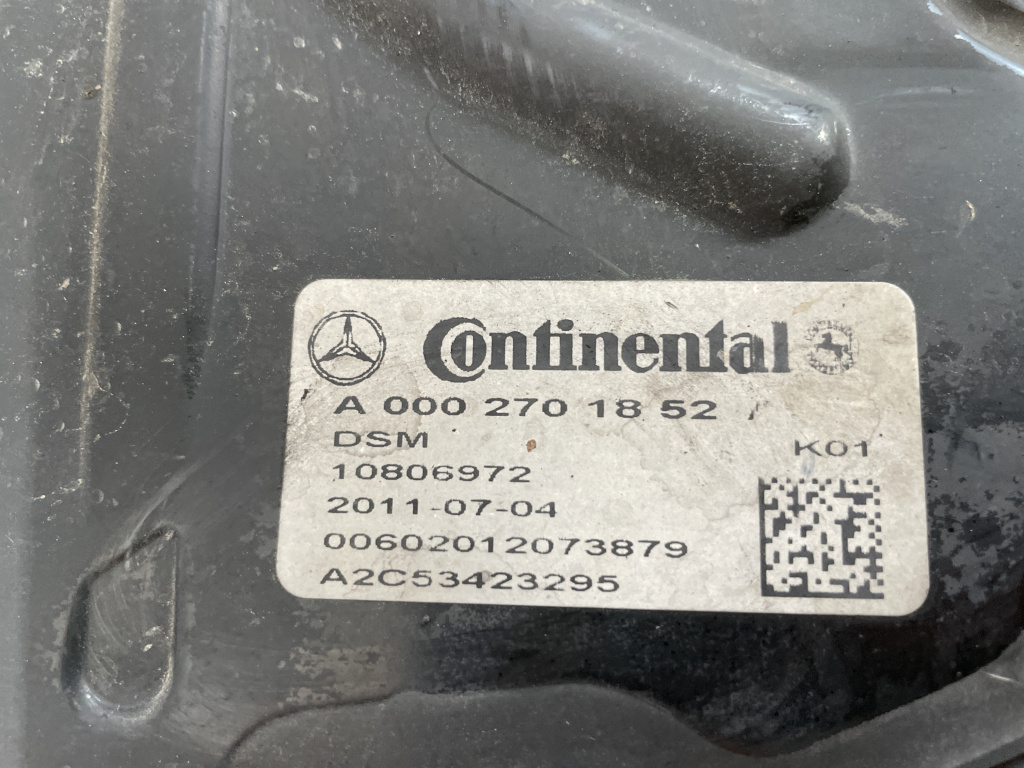 Continental
A 000 270 18 52
DSM
K01
10806972
2011-07-04
00602012073879
A2C53423295